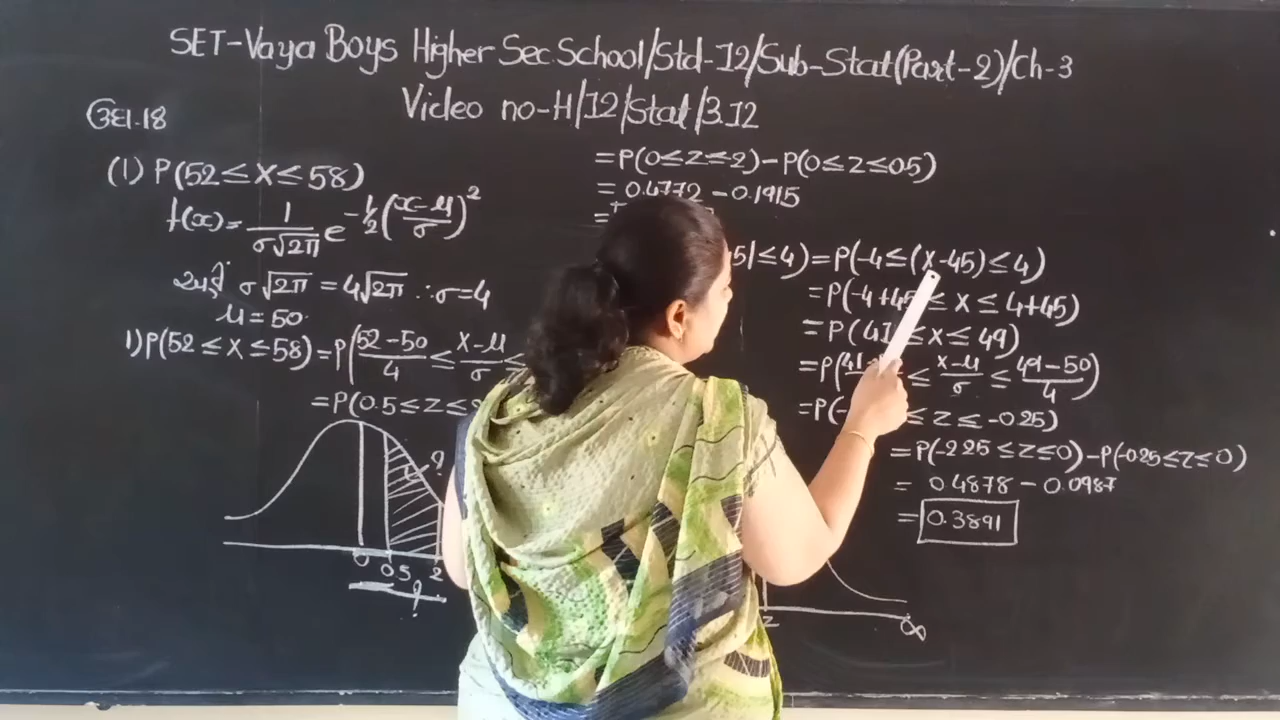 SET-Vaya Boys Higher Sec. School/Std-12/Sub-Stat(Part-2)/Ch-3
Video no-H/12/Stat/3.12
ઉદા.18
(1) P(52≤x≤58)
f(x)= 1/(σ√2π) e^-½((x-μ)/σ)²
અહીં σ√2π = 4√2π ∴σ=4
μ=50
1) P(52≤x≤58)=P((52-50)/4 ≤ (x-μ)/σ ≤
=P(0.5≤z≤
?
0 0.5 2
?
=P(0≤z≤2)-P(0≤z≤0.5)
= 0.4772 - 0.1915
=
5|≤4)=P(-4≤(x-45)≤4)
=P(-4+45≤x≤4+45)
=P(41≤x≤49)
=P(41 ≤ (x-μ)/σ ≤ (49-50)/4)
=P(- ≤z≤-0.25)
=P(-2.25≤z≤0)-P(-0.25≤z≤0)
= 0.4878 - 0.0987
= 0.3891
z ∞